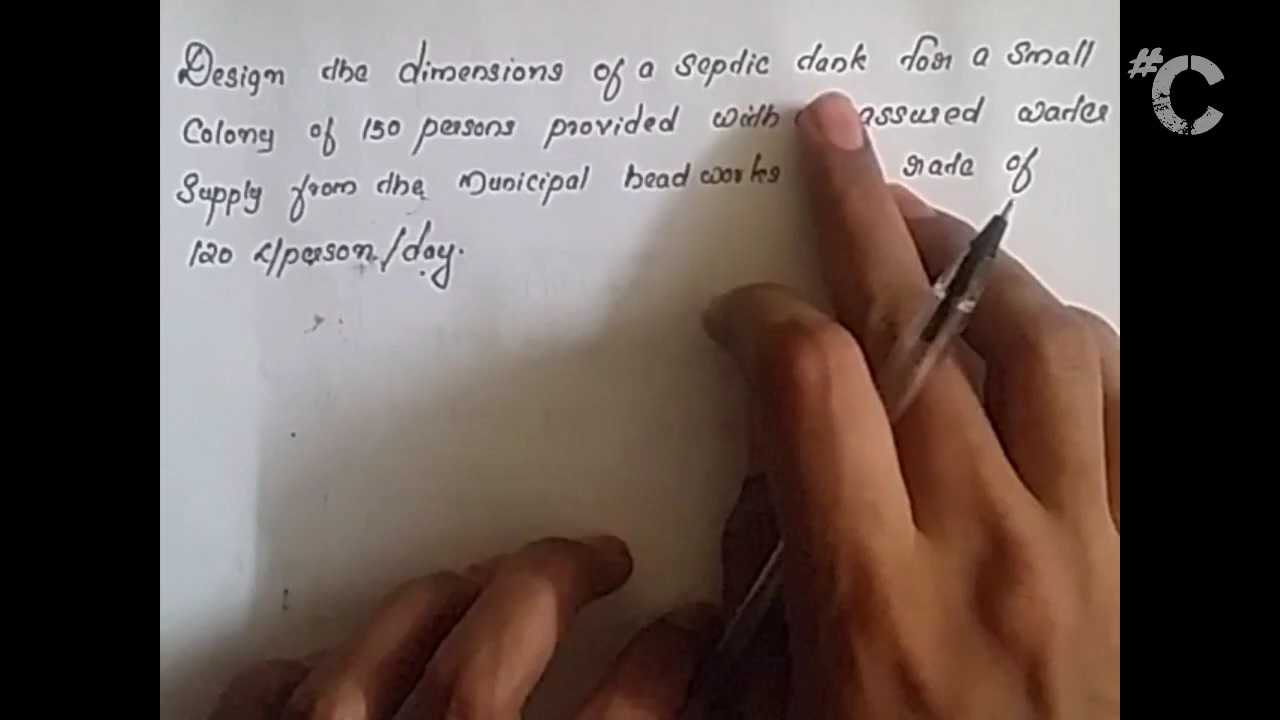 Design the dimensions of a septic tank for a small
Colony of 150 persons provided with assured water
Supply from the Municipal head works rate of
120 L/person/day.
#C